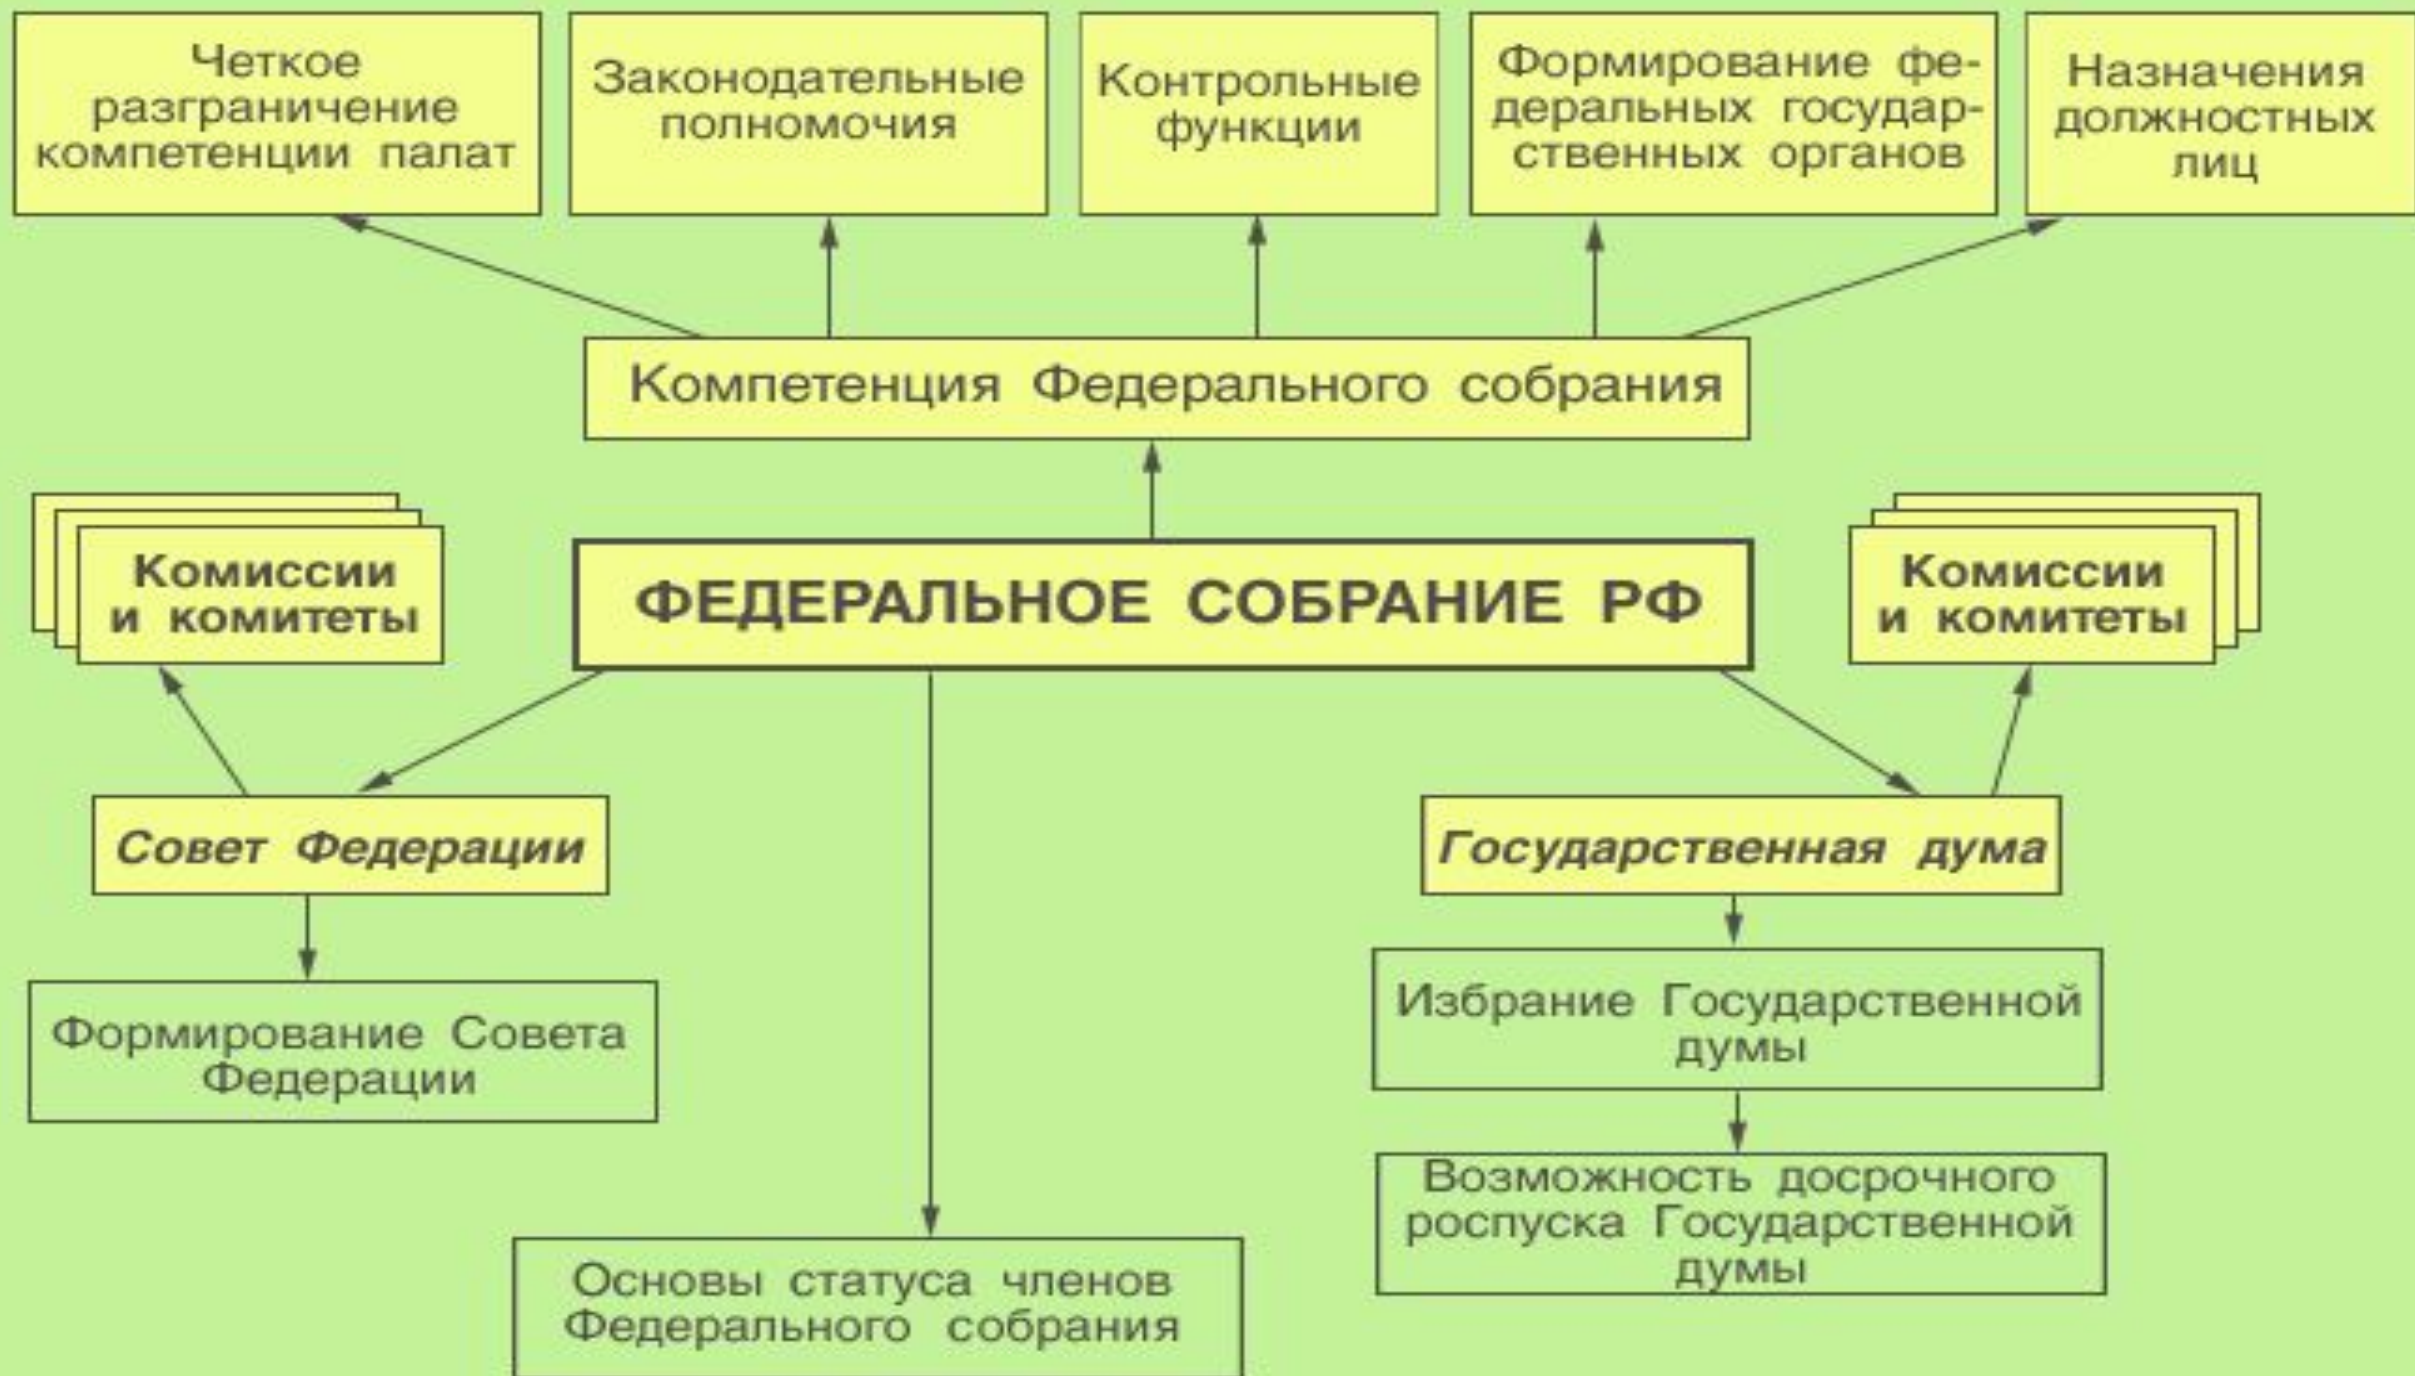 Четкое
разграничение
компетенции палат
Законодательные
полномочия
Контрольные
функции
Формирование фе-
деральных государ-
ственных органов
Назначения
должностных
лиц
Компетенция Федерального собрания
Комиссии
и комитеты
ФЕДЕРАЛЬНОЕ СОБРАНИЕ РФ
Комиссии
и комитеты
Совет Федерации
Государственная дума
Формирование Совета
Федерации
Избрание Государственной
думы
Возможность досрочного
роспуска Государственной
думы
Основы статуса членов
Федерального собрания